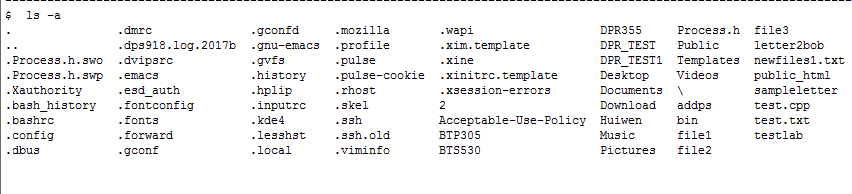 $ ls -a
. .dmrc .gconfd .mozilla .wapi DPR355 Process.h file3
.. .dps918.log.2017b .gnu-emacs .profile .xim.template DPR_TEST Public letter2bob
.Process.h.swo .dvipsrc .gvfs .pulse .xine DPR_TEST1 Templates newfiles1.txt
.Process.h.swp .emacs .history .pulse-cookie .xinitrc.template Desktop Videos public_html
.Xauthority .esd_auth .hplip .rhost .xsession-errors Documents \ sampleletter
.bash_history .fontconfig .inputrc .skel 2 Download addps test.cpp
.bashrc .fonts .kde4 .ssh Acceptable-Use-Policy Huiwen bin test.txt
.config .forward .lesshst .ssh.old BTP305 Music file1 testlab
.dbus .gconf .local .viminfo BTS530 Pictures file2